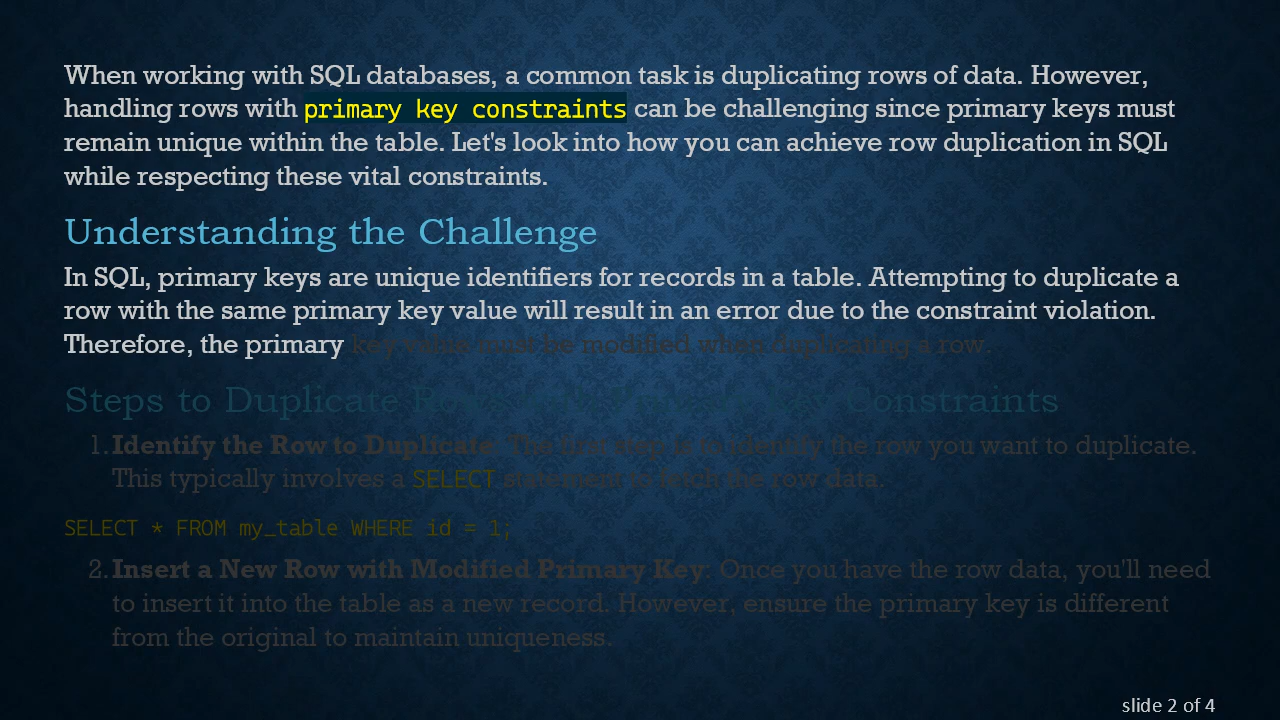 When working with SQL databases, a common task is duplicating rows of data. However,
handling rows with primary key constraints can be challenging since primary keys must
remain unique within the table. Let's look into how you can achieve row duplication in SQL
while respecting these vital constraints.
Understanding the Challenge
In SQL, primary keys are unique identifiers for records in a table. Attempting to duplicate a
row with the same primary key value will result in an error due to the constraint violation.
Therefore, the primary key value must be modified when duplicating a row.
Steps to Duplicate Rows with Primary Key Constraints
1. Identify the Row to Duplicate: The first step is to identify the row you want to duplicate.
This typically involves a SELECT statement to fetch the row data.
SELECT * FROM my_table WHERE id = 1;
2. Insert a New Row with Modified Primary Key: Once you have the row data, you'll need
to insert it into the table as a new record. However, ensure the primary key is different
from the original to maintain uniqueness.
slide 2 of 4